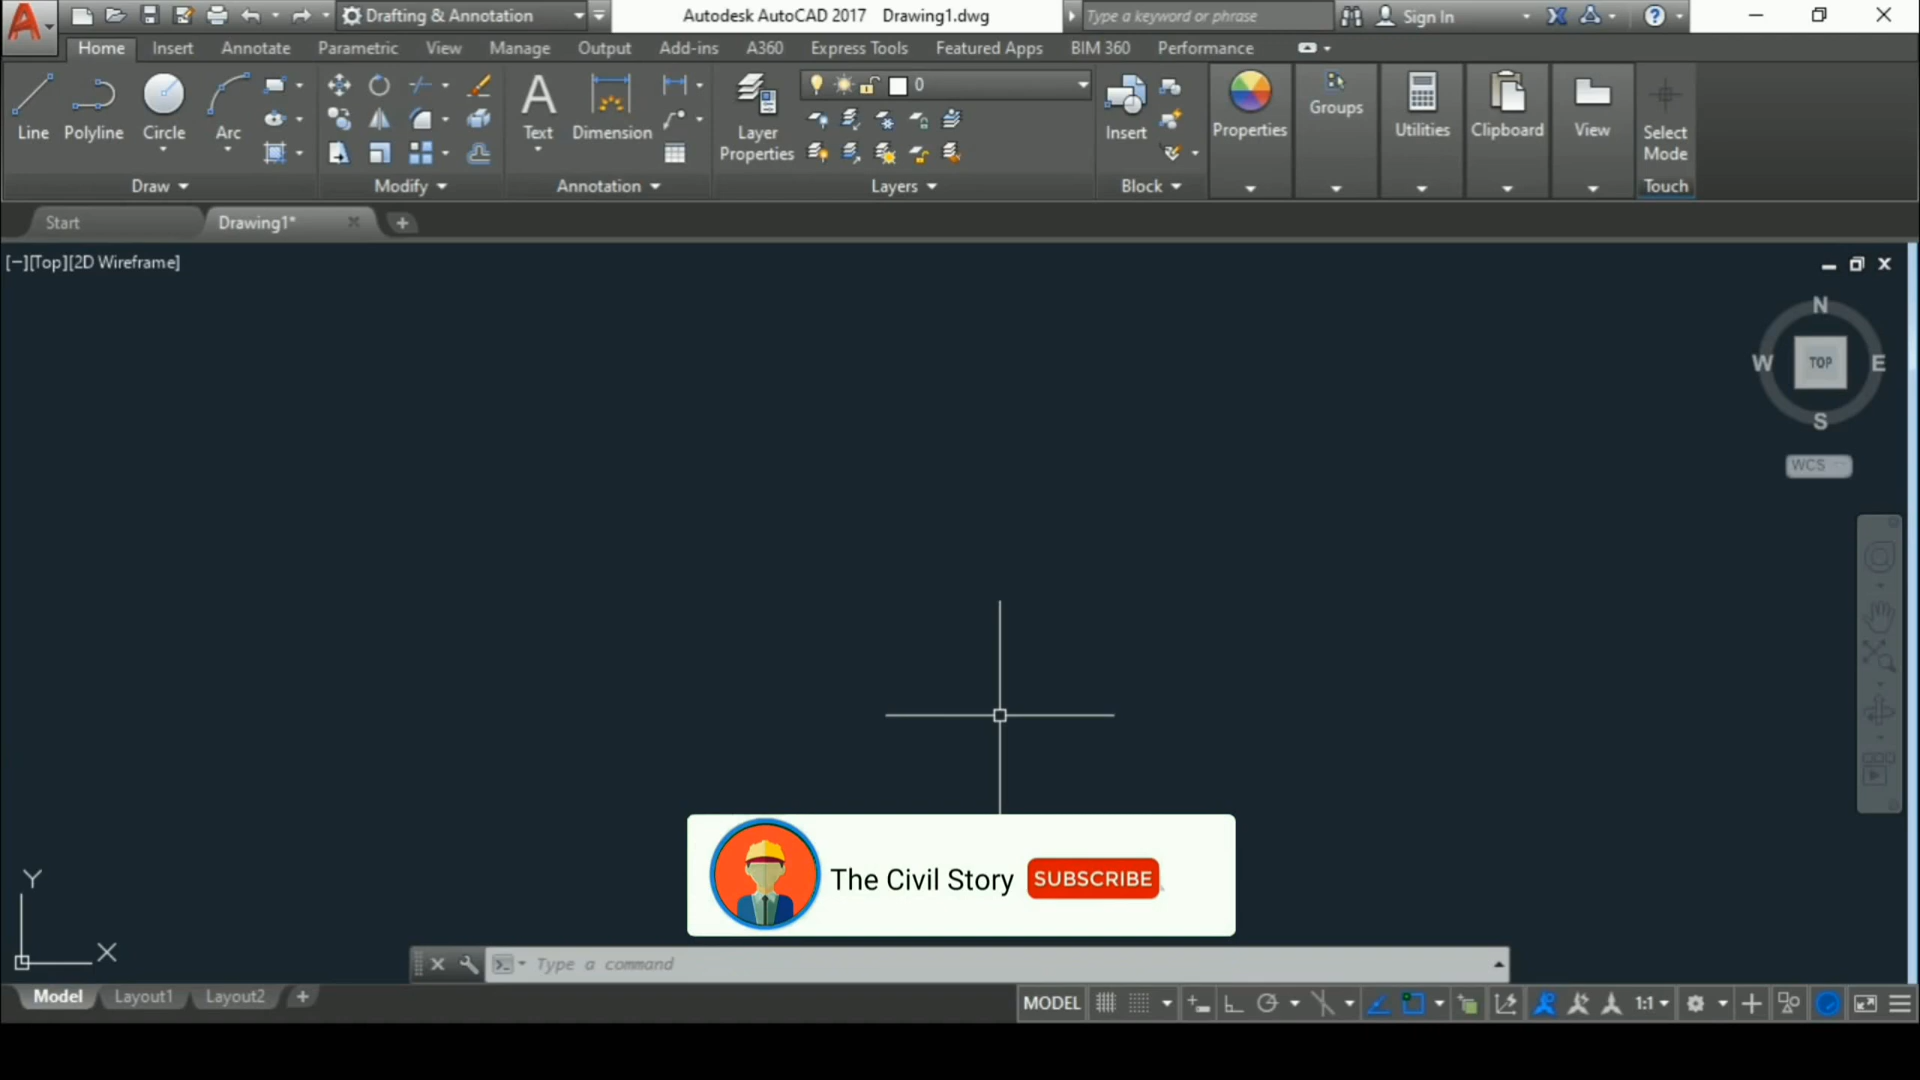 Drafting & Annotation
Autodesk AutoCAD 2017 Drawing1.dwg
Type a keyword or phrase
Sign In
Home Insert Annotate Parametric View Manage Output Add-ins A360 Express Tools Featured Apps BIM 360 Performance
0
Line Polyline Circle Arc
Text Dimension
Layer
Properties
Insert
Properties
Groups
Utilities
Clipboard
View
Select
Mode
Draw Modify Annotation Layers Block Touch
Start Drawing1*
[−][Top][2D Wireframe]
N
W TOP E
S
WCS
The Civil Story SUBSCRIBE
Y
X
Type a command
Model Layout1 Layout2
MODEL 1:1